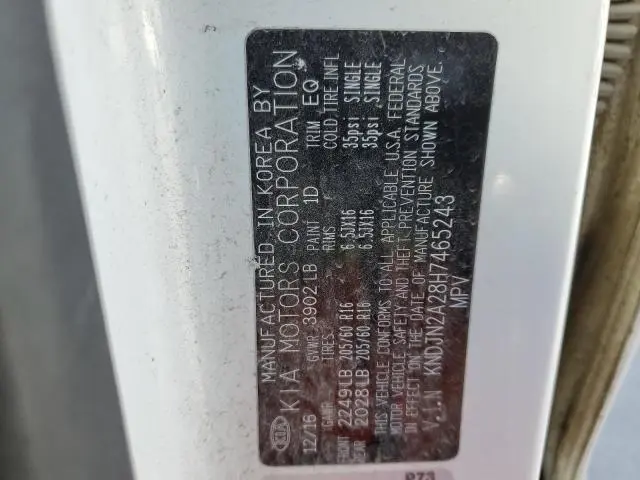 MANUFACTURED IN KOREA BY
KIA MOTORS CORPORATION
KIA
12/16 GVWR 3902 LB PAINT 1D TRIM EQ
GAWR TIRES RIMS COLD TIRE INFL
FRONT 2249 LB 205/60 R16 6.5JX16 35psi SINGLE
REAR 2028 LB 205/60 R16 6.5JX16 35psi SINGLE
THIS VEHICLE CONFORMS TO ALL APPLICABLE U.S.A. FEDERAL
MOTOR VEHICLE SAFETY AND THEFT PREVENTION STANDARDS
IN EFFECT ON THE DATE OF MANUFACTURE SHOWN ABOVE.
V.I.N KNDJN2A28H7465243
MPV